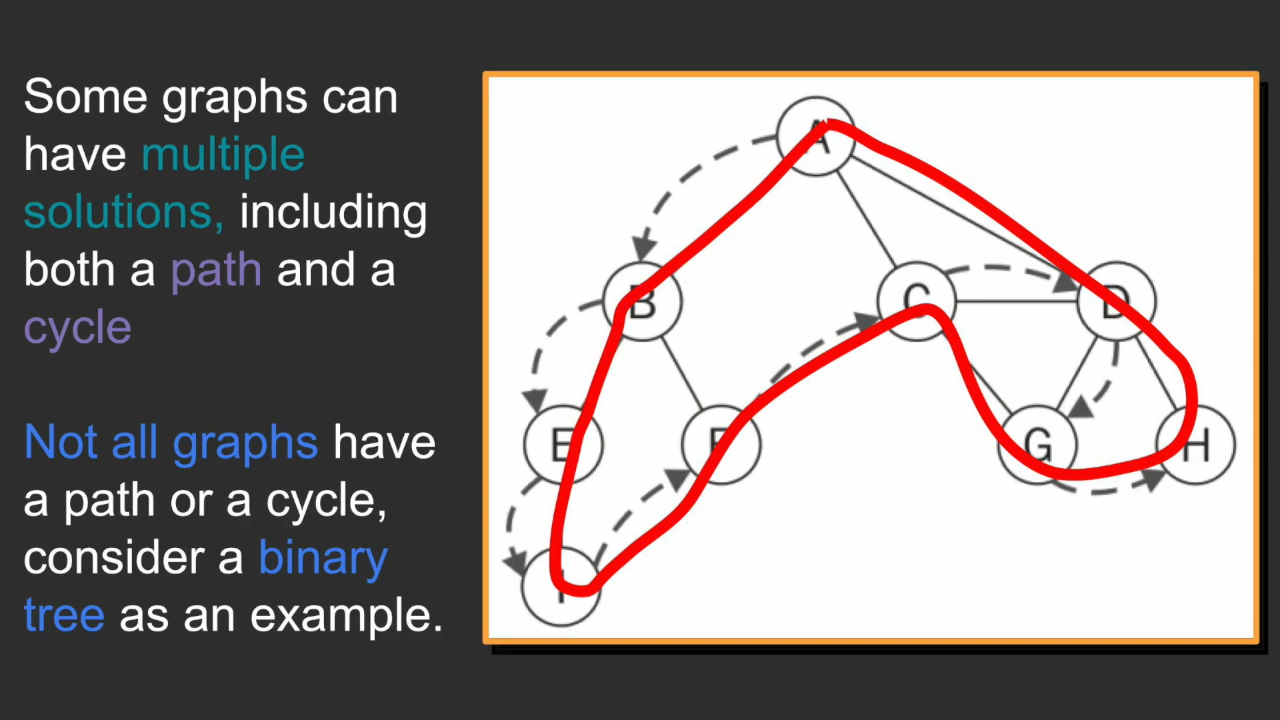 Some graphs can
have multiple
solutions, including
both a path and a
cycle
Not all graphs have
a path or a cycle,
consider a binary
tree as an example.
A
B
C
D
E
F
G
H
I